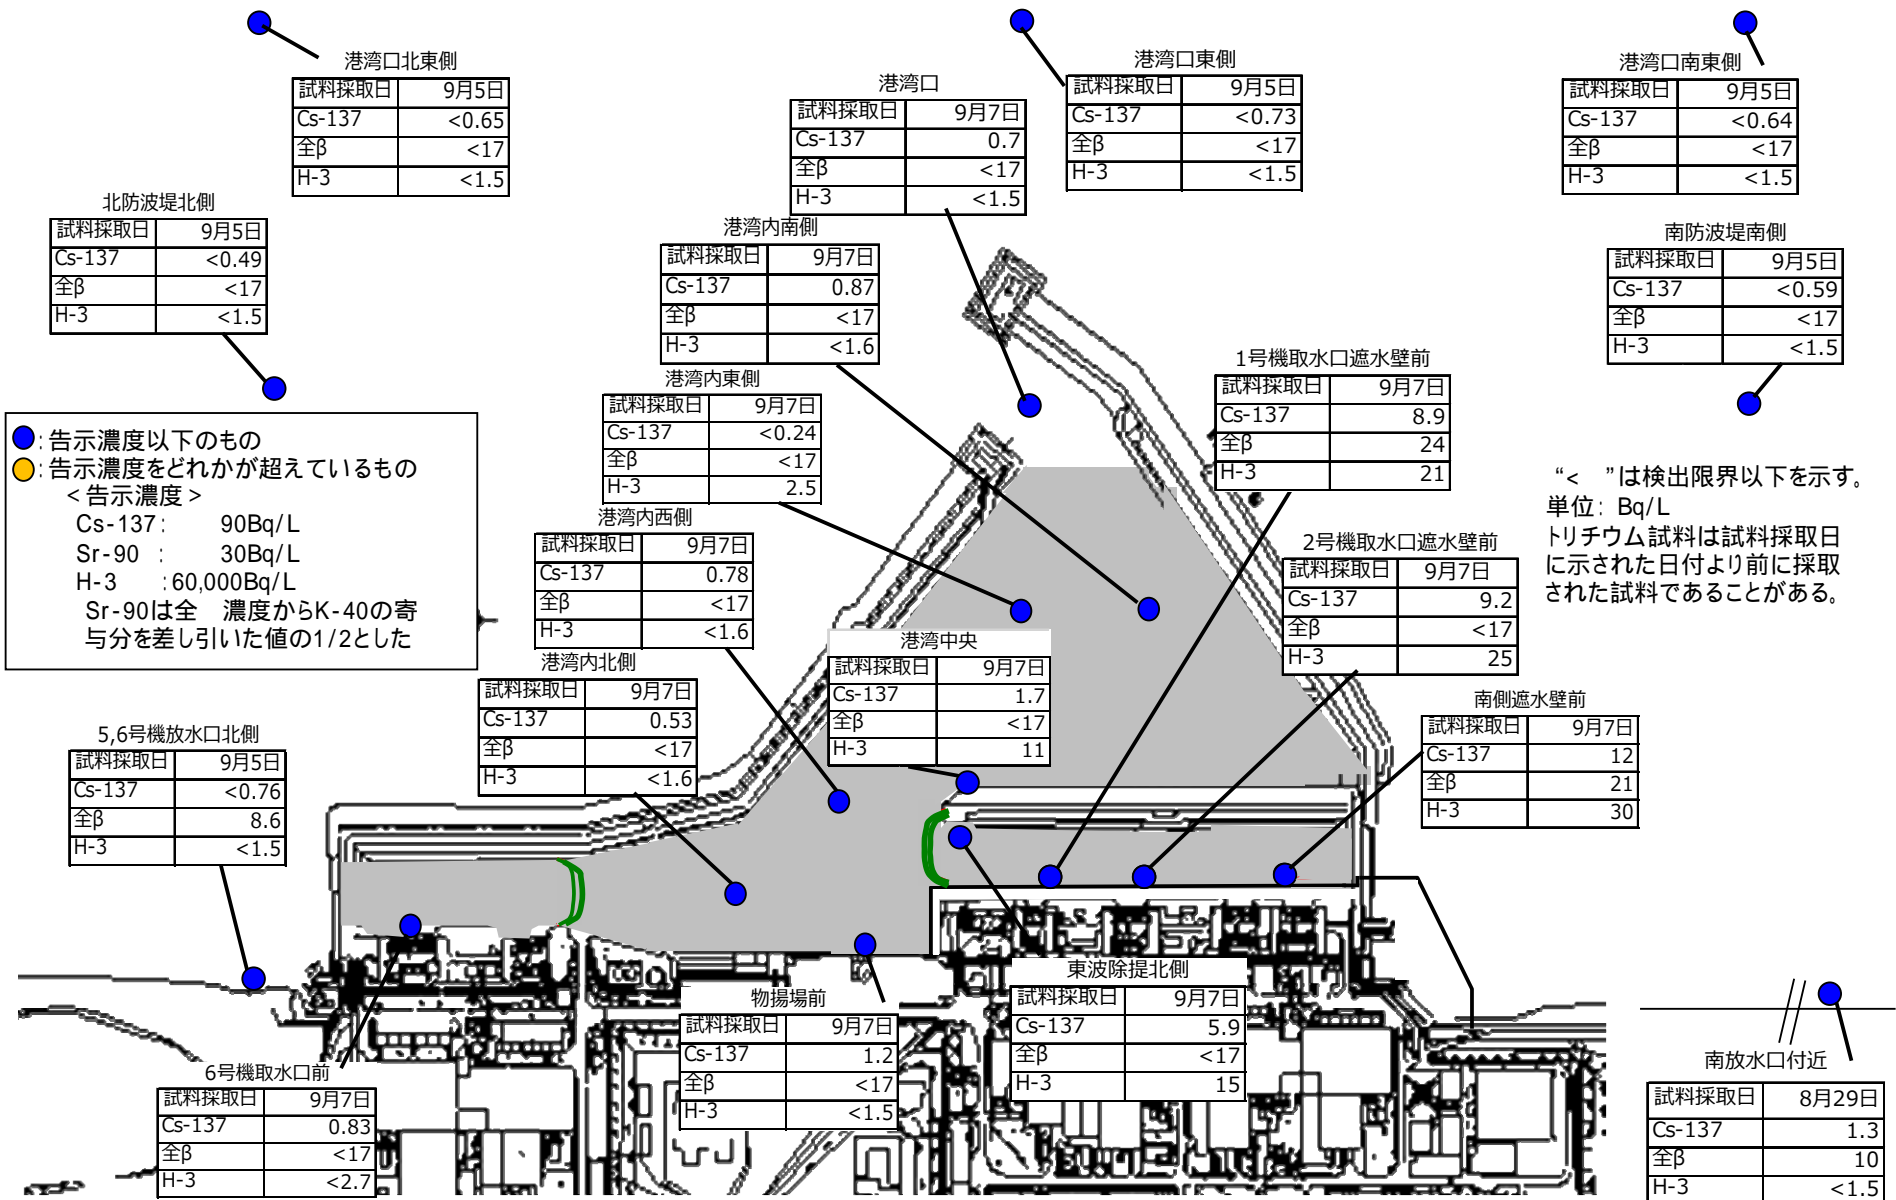 港湾口北東側
試料採取日 9月5日
Cs-137 <0.65
全β <17
H-3 <1.5
港湾口
試料採取日 9月7日
Cs-137 0.7
全β <17
H-3 <1.5
港湾口東側
試料採取日 9月5日
Cs-137 <0.73
全β <17
H-3 <1.5
港湾口南東側
試料採取日 9月5日
Cs-137 <0.64
全β <17
H-3 <1.5
北防波堤北側
試料採取日 9月5日
Cs-137 <0.49
全β <17
H-3 <1.5
港湾内南側
試料採取日 9月7日
Cs-137 0.87
全β <17
H-3 <1.6
南防波堤南側
試料採取日 9月5日
Cs-137 <0.59
全β <17
H-3 <1.5
港湾内東側
試料採取日 9月7日
Cs-137 <0.24
全β <17
H-3 2.5
1号機取水口遮水壁前
試料採取日 9月7日
Cs-137 8.9
全β 24
H-3 21
:告示濃度以下のもの
:告示濃度をどれかが超えているもの
<告示濃度>
Cs-137: 90Bq/L
Sr-90 : 30Bq/L
H-3 :60,000Bq/L
Sr-90は全 濃度からK-40の寄
与分を差し引いた値の1/2とした
“< ”は検出限界以下を示す。
単位: Bq/L
トリチウム試料は試料採取日
に示された日付より前に採取
された試料であることがある。
港湾内西側
試料採取日 9月7日
Cs-137 0.78
全β <17
H-3 <1.6
2号機取水口遮水壁前
試料採取日 9月7日
Cs-137 9.2
全β <17
H-3 25
港湾中央
試料採取日 9月7日
Cs-137 1.7
全β <17
H-3 11
港湾内北側
試料採取日 9月7日
Cs-137 0.53
全β <17
H-3 <1.6
南側遮水壁前
試料採取日 9月7日
Cs-137 12
全β 21
H-3 30
5,6号機放水口北側
試料採取日 9月5日
Cs-137 <0.76
全β 8.6
H-3 <1.5
東波除提北側
試料採取日 9月7日
Cs-137 5.9
全β <17
H-3 15
物揚場前
試料採取日 9月7日
Cs-137 1.2
全β <17
H-3 <1.5
6号機取水口前
試料採取日 9月7日
Cs-137 0.83
全β <17
H-3 <2.7
南放水口付近
試料採取日 8月29日
Cs-137 1.3
全β 10
H-3 <1.5